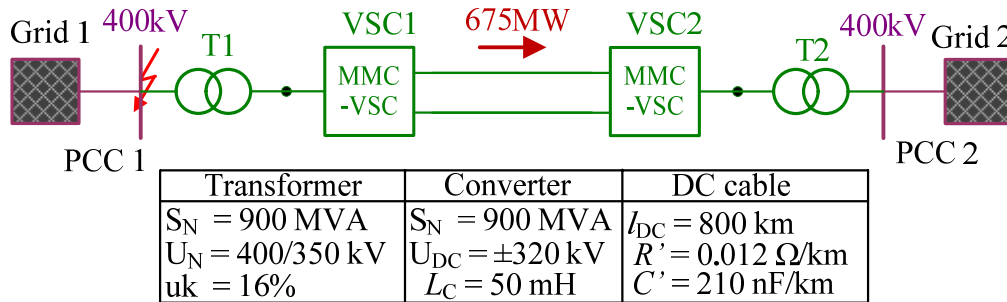 400kV 675MW 400kV
Grid 1 T1 VSC1 VSC2 T2 Grid 2
MMC MMC
-VSC -VSC
PCC 1 PCC 2
Transformer Converter DC cable
S_N = 900 MVA S_N = 900 MVA l_DC = 800 km
U_N = 400/350 kV U_DC = ±320 kV R’ = 0.012 Ω/km
uk = 16% L_C = 50 mH C’ = 210 nF/km